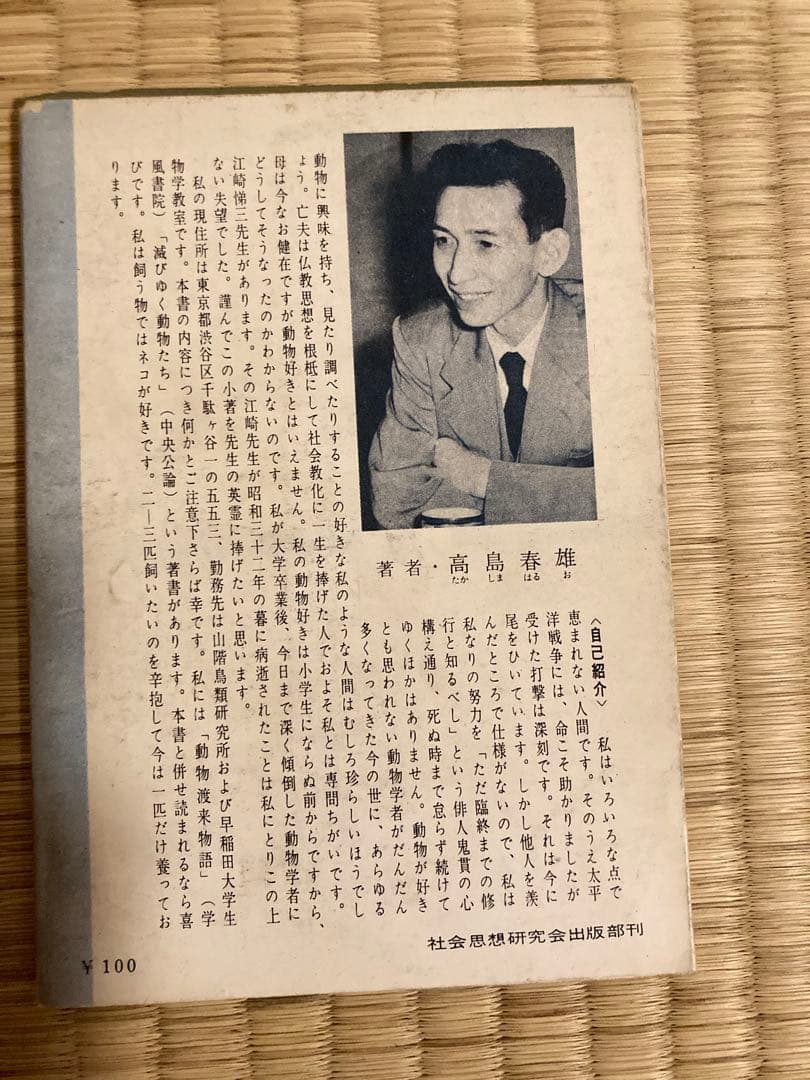 著者・高島春雄
たかしまはるお
〈自己紹介〉　私はいろいろな点で
恵まれない人間です。そのうえ太平
洋戦争には、命こそ助かりましたが
受けた打撃は深刻です。それは今に
尾をひいています。しかし他人を羨
んだところで仕様がないので、私は
私なりの努力を「ただ臨終までの修
行と知るべし」という俳人鬼貫の心
構え通り、死ぬ時まで怠らず続けて
ゆくほかはありません。動物が好き
とも思われない動物学者がだんだん
多くなってきた今の世に、あらゆる
動物に興味を持ち、見たり調べたりすることの好きな私のような人間はむしろ珍らしいほうでし
ょう。亡夫は仏教思想を根柢にして社会教化に一生を捧げた人でおよそ私とは専門ちがいです。
母は今なお健在ですが動物好きとはいえません。私の動物好きは小学生にならぬ前からですから、
どうしてそうなったのかわからないのです。私が大学卒業後、今日まで深く傾倒した動物学者に
江崎悌三先生があります。その江崎先生が昭和三十二年の暮に病逝されたことは私にとりこの上
ない失望でした。謹んでこの小著を先生の英霊に捧げたいと思います。
私の現住所は東京都渋谷区千駄ヶ谷一の五五三、勤務先は山階鳥類研究所および早稲田大学生
物学教室です。本書の内容につき何かとご注意下さらば幸です。私には「動物渡来物語」（学
風書院）「滅びゆく動物たち」（中央公論）という著書があります。本書と併せ読まれるなら喜
びです。私は飼う物ではネコが好きです。二―三匹飼いたいのを辛抱して今は一匹だけ養ってお
ります。
社会思想研究会出版部刊
￥100